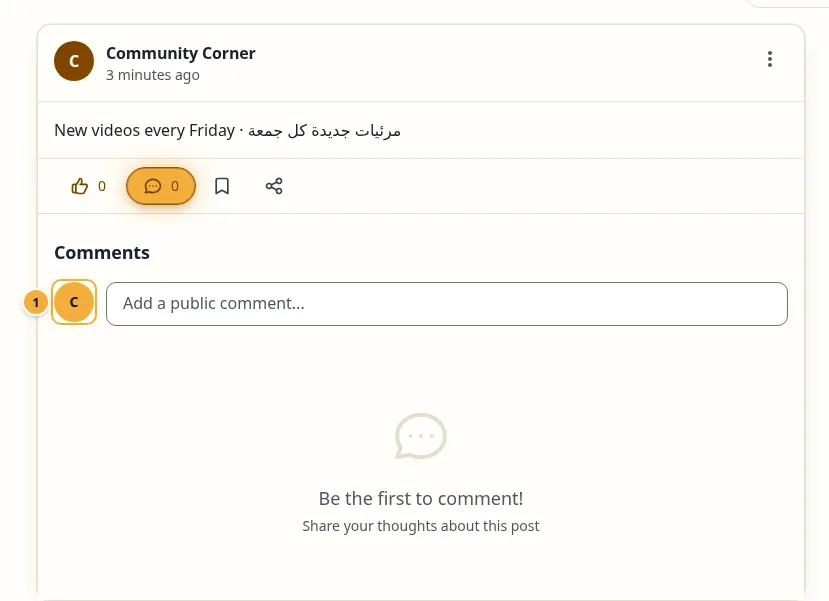 C
Community Corner
3 minutes ago
New videos every Friday · مرئيات جديدة كل جمعة
0
0
Comments
1
C
Add a public comment...
Be the first to comment!
Share your thoughts about this post